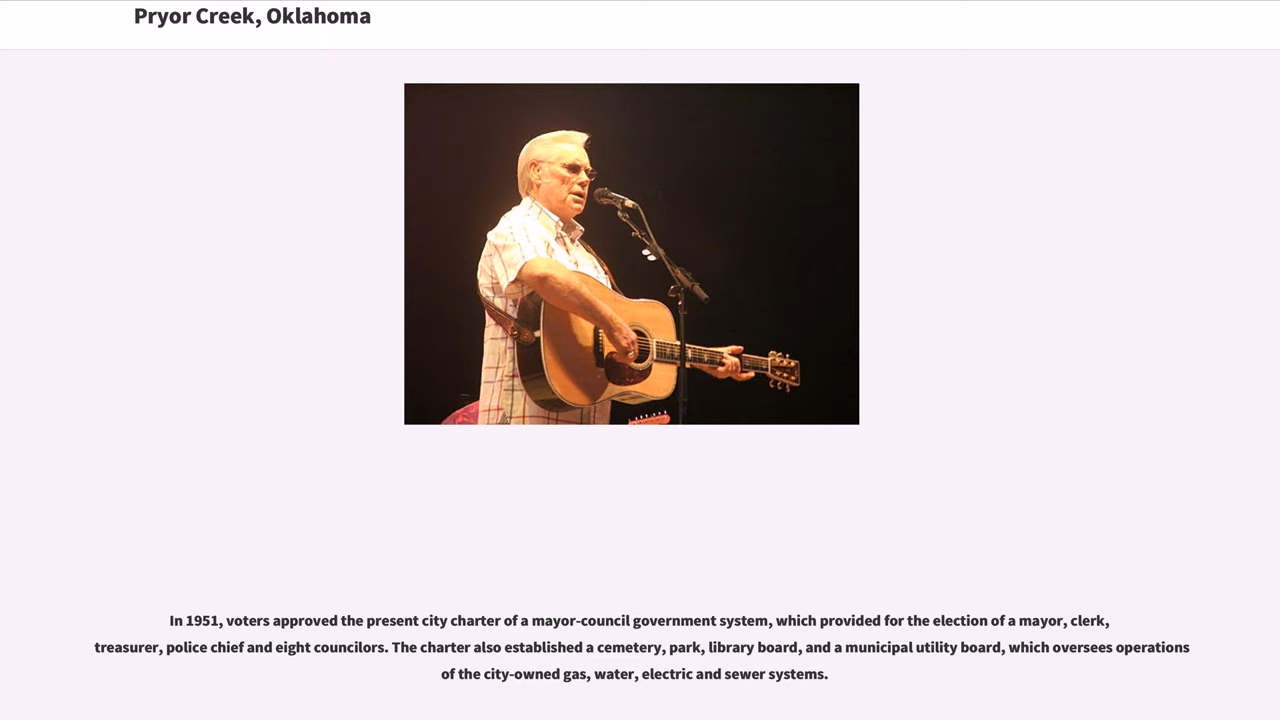 Pryor Creek, Oklahoma
In 1951, voters approved the present city charter of a mayor-council government system, which provided for the election of a mayor, clerk,
treasurer, police chief and eight councilors. The charter also established a cemetery, park, library board, and a municipal utility board, which oversees operations
of the city-owned gas, water, electric and sewer systems.